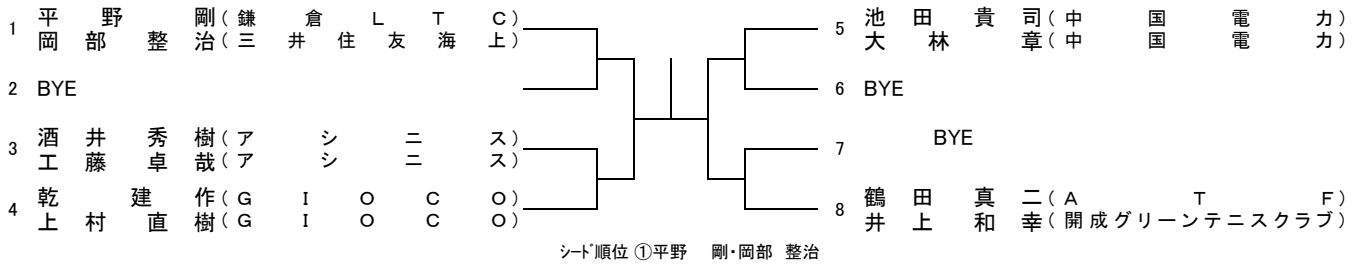 1 平野 剛(鎌倉LTC)
岡部整治(三井住友海上)
2 BYE
3 酒井秀樹(アシニス)
工藤卓哉(アシニス)
4 乾 建作(GIOCO)
上村直樹(GIOCO)
5 池田貴司(中国電力)
大林 章(中国電力)
6 BYE
7 BYE
8 鶴田真二(ATF)
井上和幸(開成グリーンテニスクラブ)
シード順位 ①平野 剛・岡部 整治